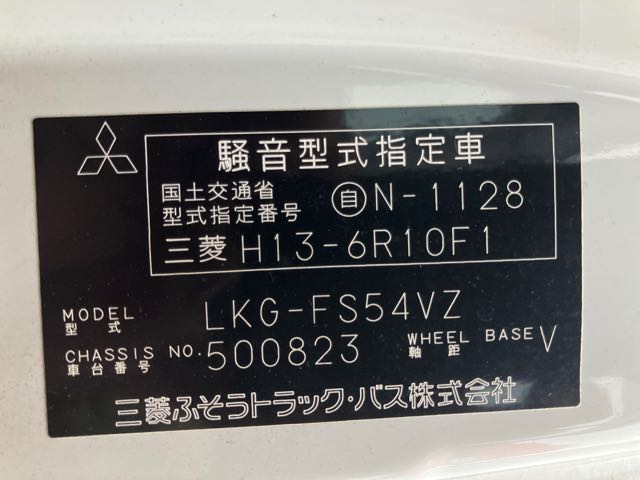 騒音型式指定車
国土交通省
型式指定番号 自N-1128
三菱 H13-6R10F1
MODEL 型式 LKG-FS54VZ
CHASSIS NO. 車台番号 500823 WHEEL BASE 軸距 V
三菱ふそうトラック・バス株式会社